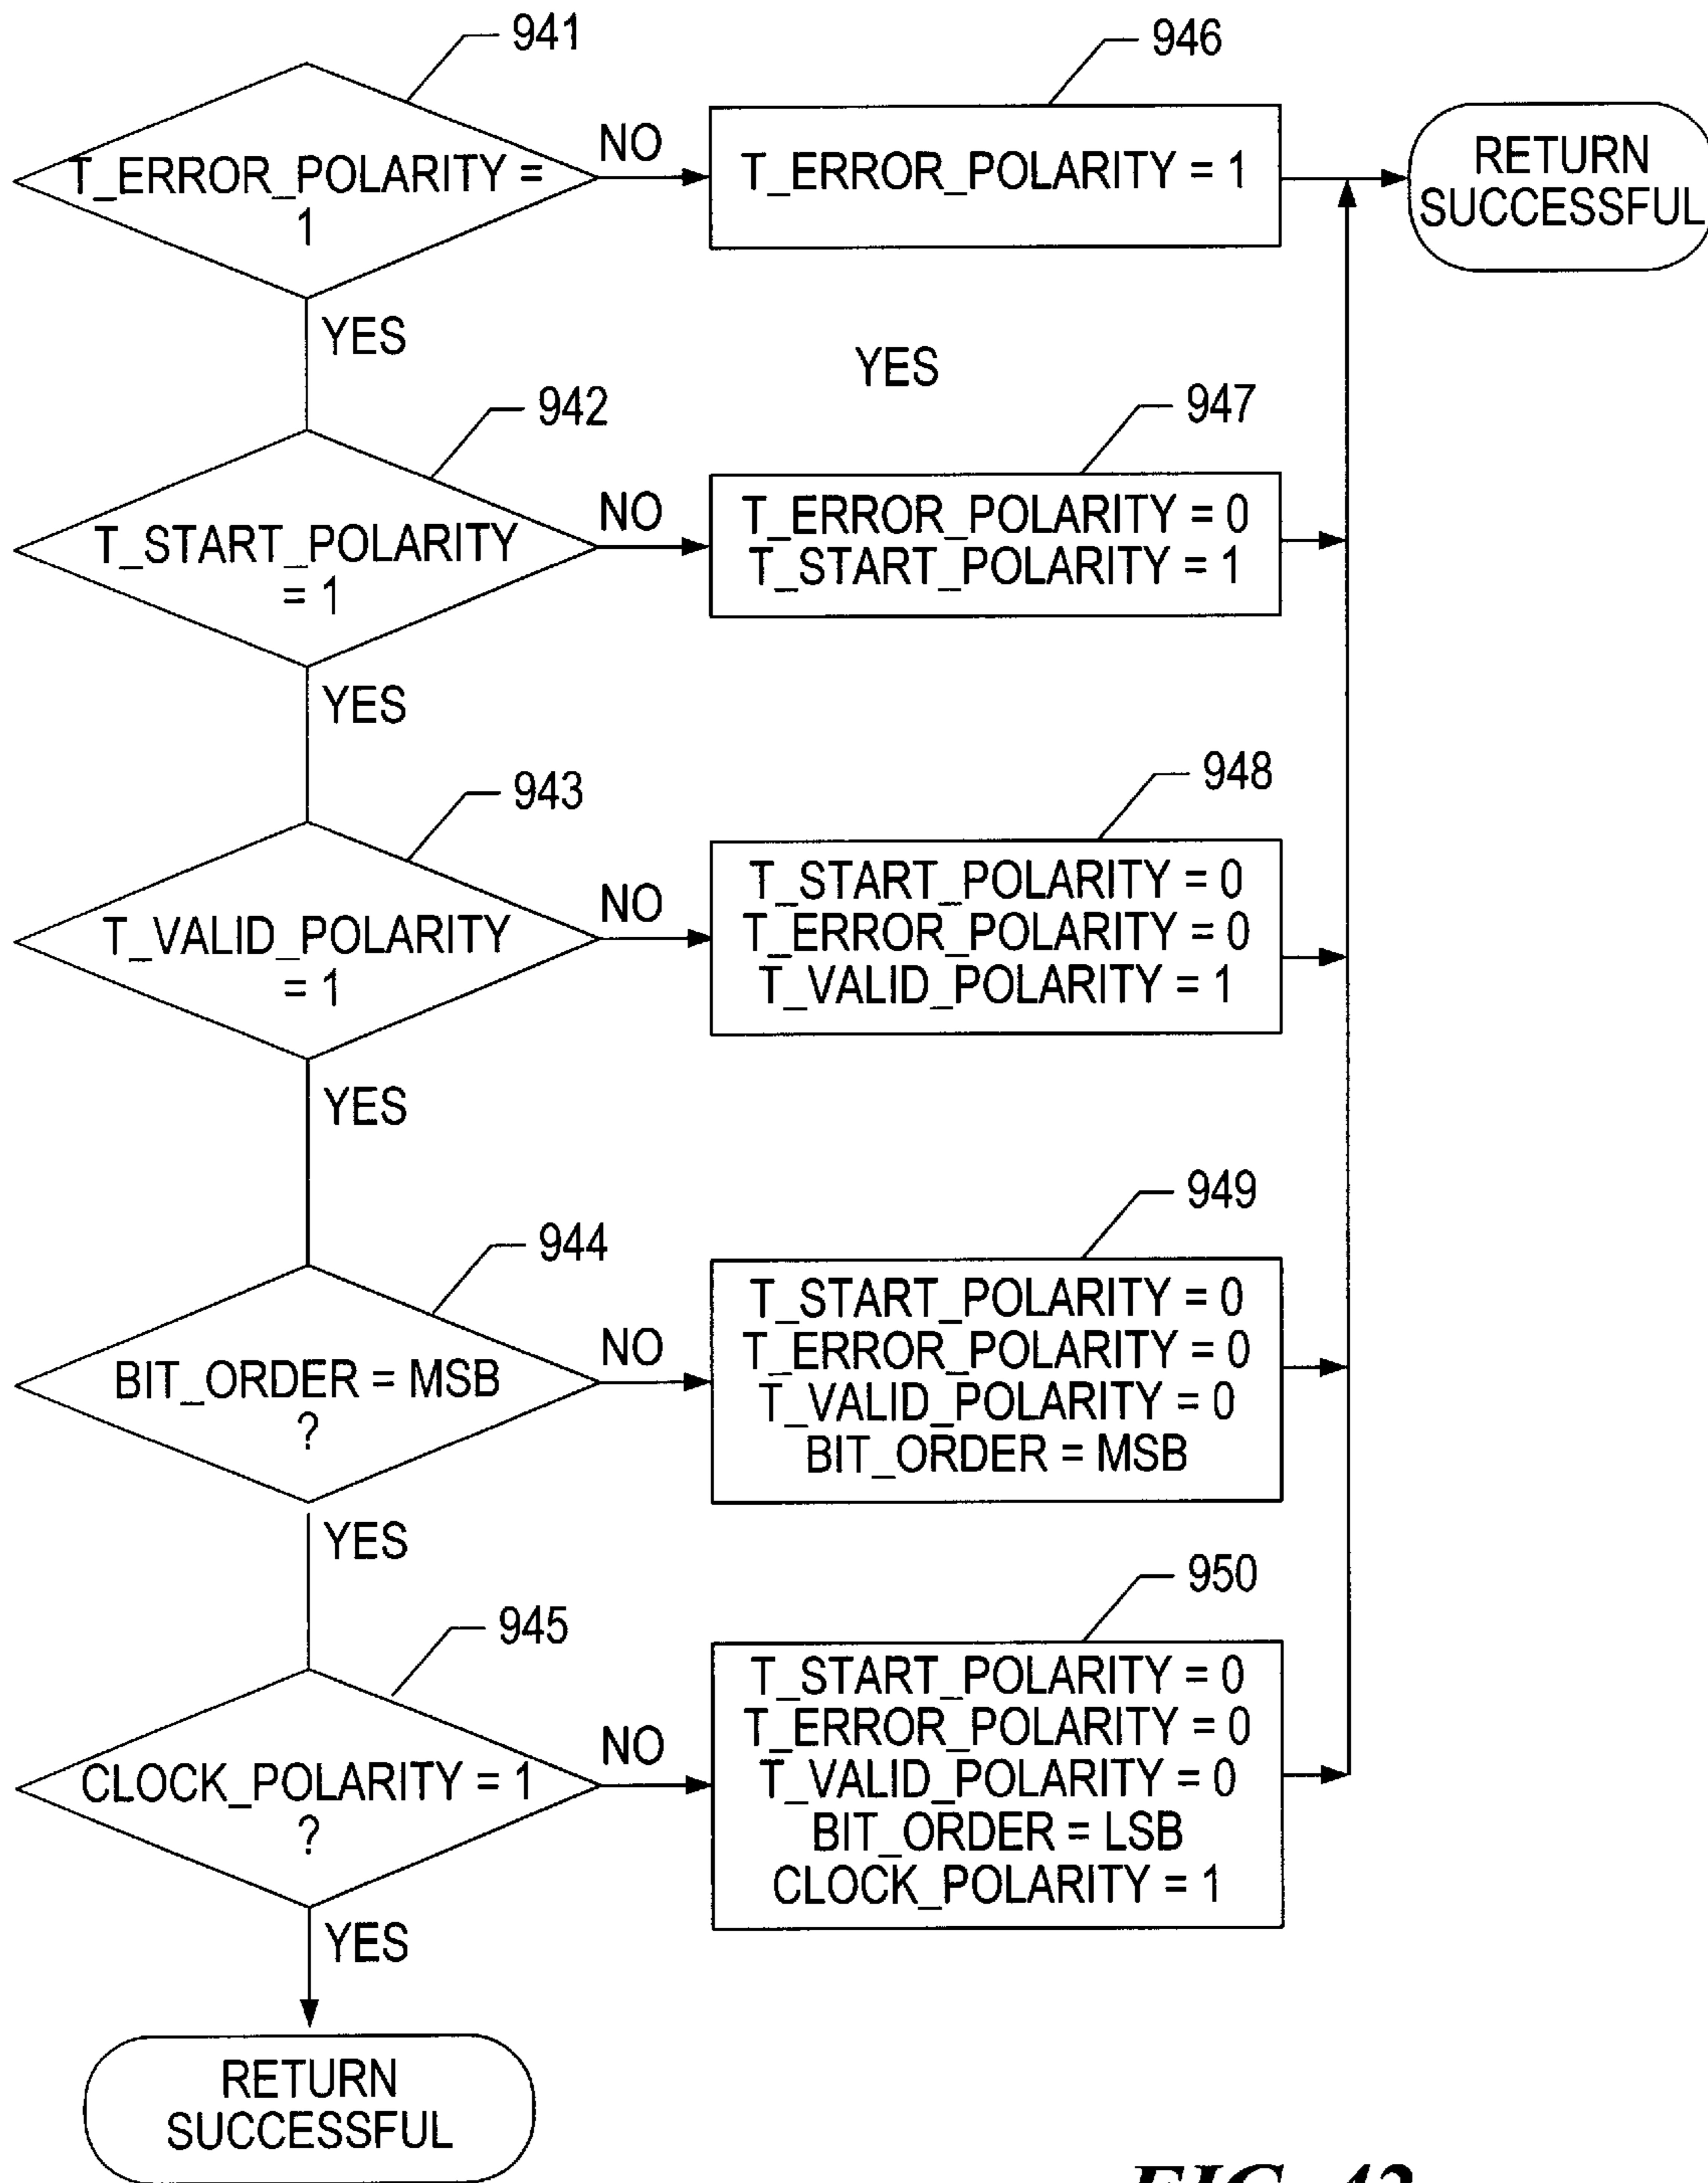 941
T_ERROR_POLARITY =
1
NO
946
T_ERROR_POLARITY = 1
RETURN
SUCCESSFUL
YES
YES
942
T_START_POLARITY
= 1
NO
947
T_ERROR_POLARITY = 0
T_START_POLARITY = 1
YES
943
T_VALID_POLARITY
= 1
NO
948
T_START_POLARITY = 0
T_ERROR_POLARITY = 0
T_VALID_POLARITY = 1
YES
944
BIT_ORDER = MSB
?
NO
949
T_START_POLARITY = 0
T_ERROR_POLARITY = 0
T_VALID_POLARITY = 0
BIT_ORDER = MSB
YES
945
CLOCK_POLARITY = 1
?
NO
950
T_START_POLARITY = 0
T_ERROR_POLARITY = 0
T_VALID_POLARITY = 0
BIT_ORDER = LSB
CLOCK_POLARITY = 1
YES
RETURN
SUCCESSFUL